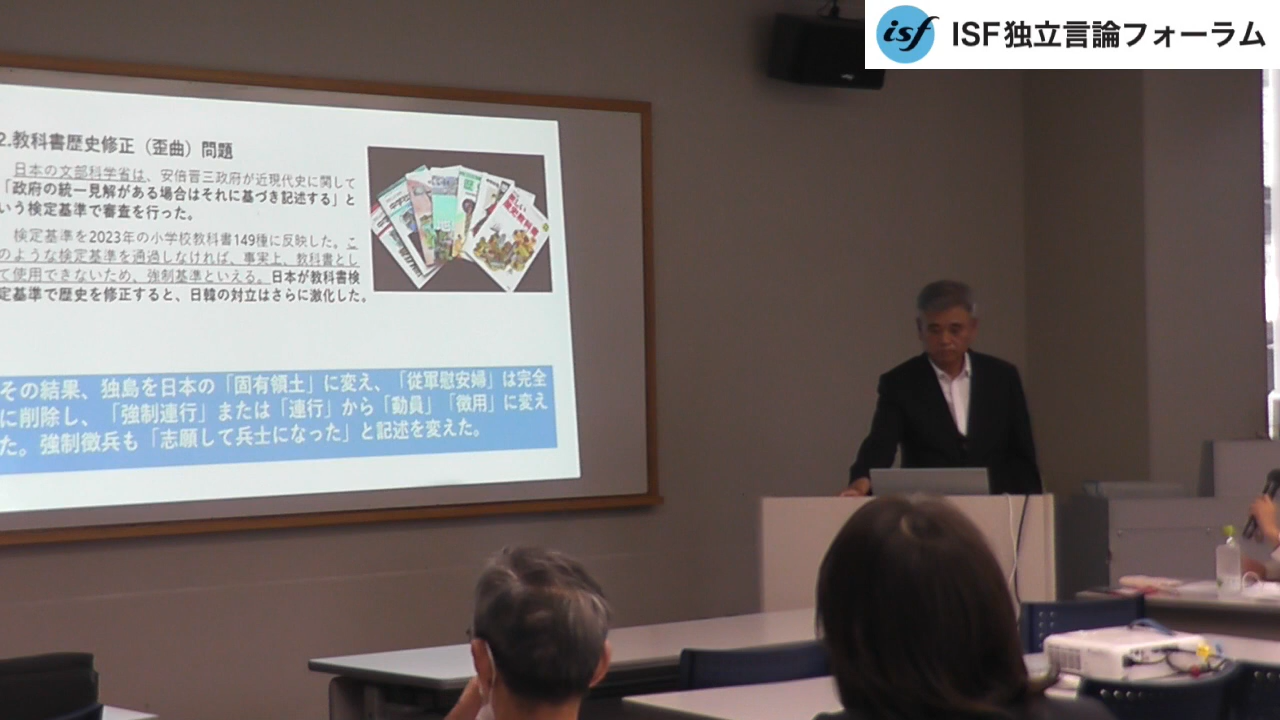 isf ISF独立言論フォーラム
2.教科書歴史修正（歪曲）問題
日本の文部科学省は、安倍晋三政府が近現代史に関して
「政府の統一見解がある場合はそれに基づき記述する」と
いう検定基準で審査を行った。
検定基準を2023年の小学校教科書149種に反映した。こ
のような検定基準を通過しなければ、事実上、教科書とし
て使用できないため、強制基準といえる。日本が教科書検
定基準で歴史を修正すると、日韓の対立はさらに激化した。
新しい
歴史教科書
その結果、独島を日本の「固有領土」に変え、「従軍慰安婦」は完全
に削除し、「強制連行」または「連行」から「動員」「徴用」に変え
た。強制徴兵も「志願して兵士になった」と記述を変えた。